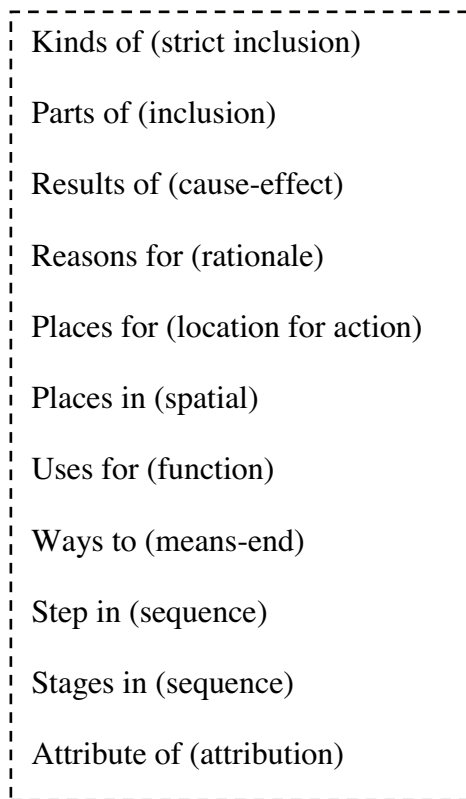 Kinds of (strict inclusion)
Parts of (inclusion)
Results of (cause-effect)
Reasons for (rationale)
Places for (location for action)
Places in (spatial)
Uses for (function)
Ways to (means-end)
Step in (sequence)
Stages in (sequence)
Attribute of (attribution)